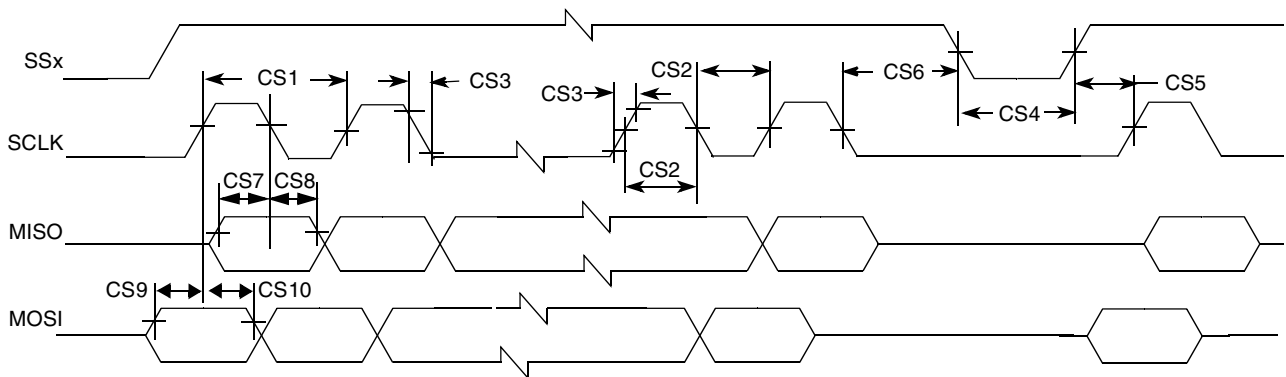 SSx
CS1
CS3
CS3
CS2
CS6
CS4
CS5
SCLK
CS2
CS7
CS8
MISO
CS9
CS10
MOSI